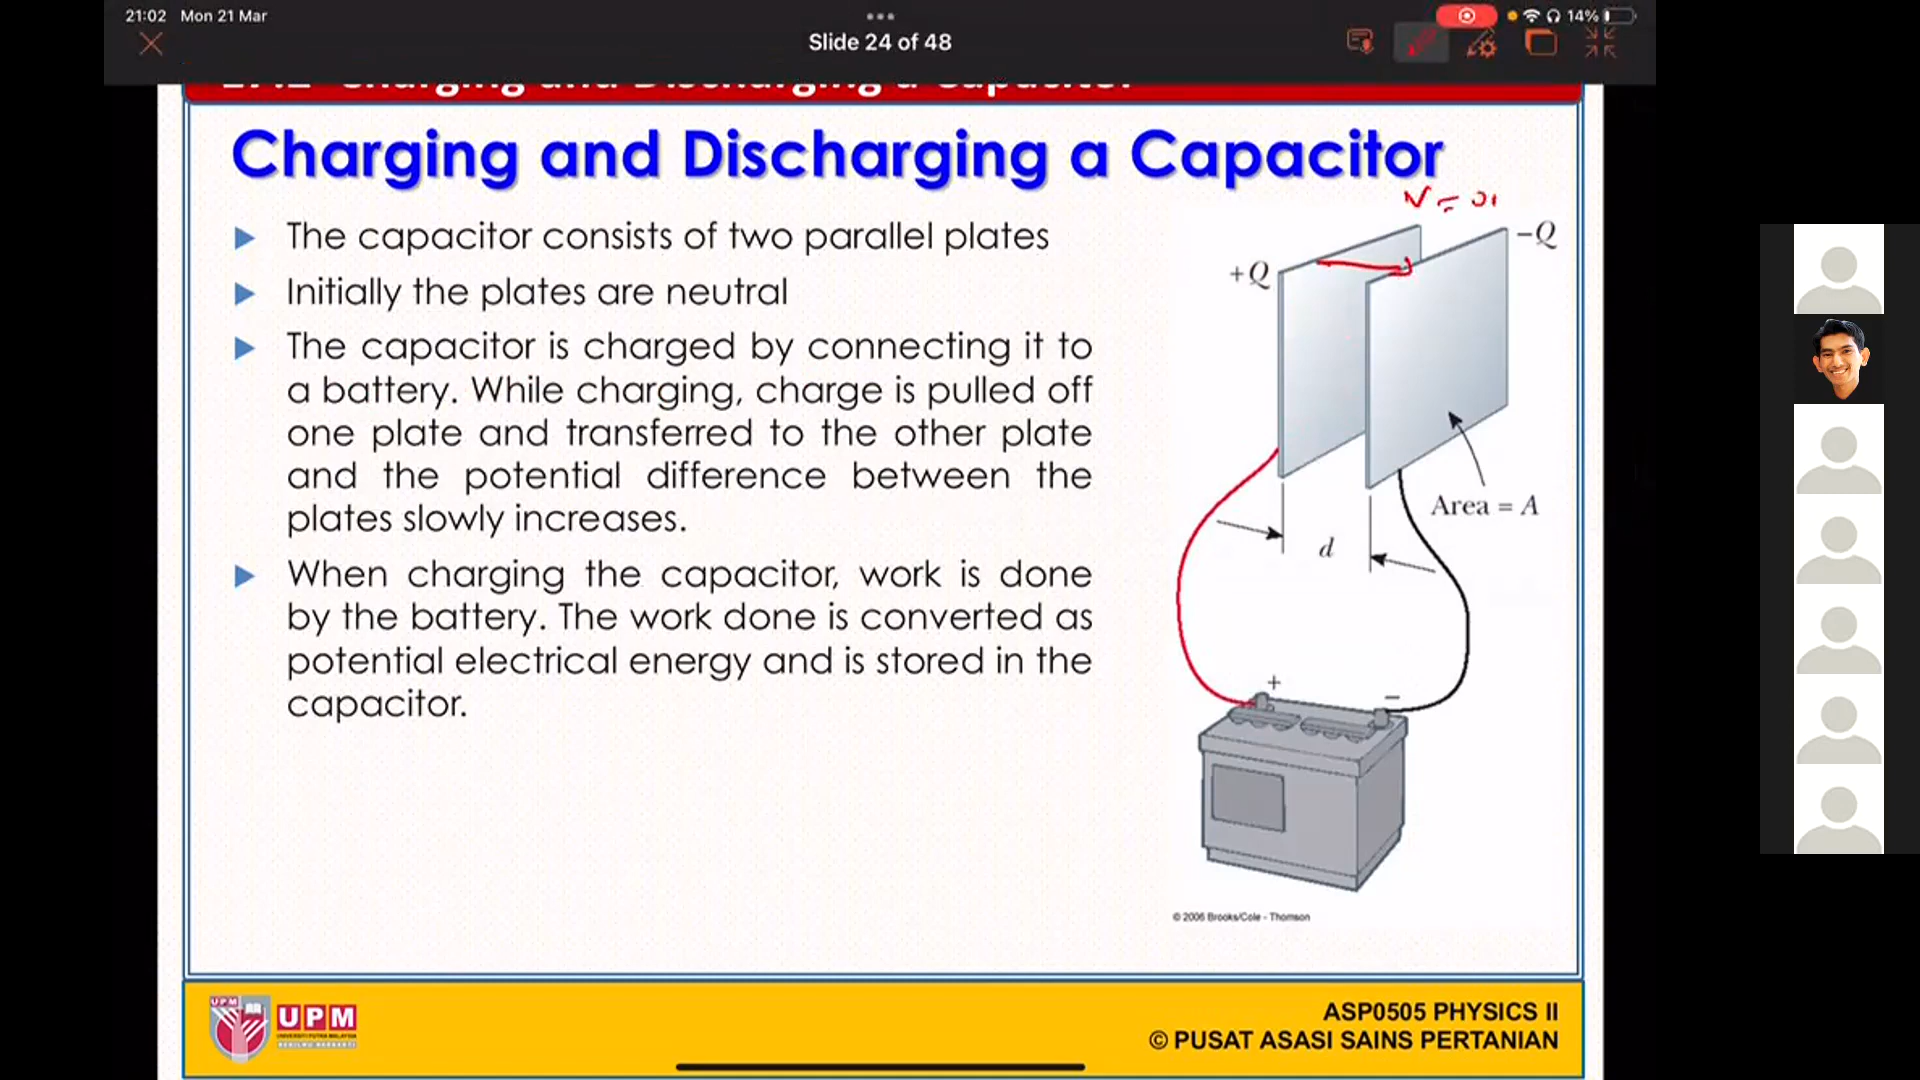 21:02 Mon 21 Mar
14%
Slide 24 of 48
Charging and Discharging a Capacitor
Charging and Discharging a Capacitor
The capacitor consists of two parallel plates
Initially the plates are neutral
The capacitor is charged by connecting it to
a battery. While charging, charge is pulled off
one plate and transferred to the other plate
and the potential difference between the
plates slowly increases.
When charging the capacitor, work is done
by the battery. The work done is converted as
potential electrical energy and is stored in the
capacitor.
−Q
+Q
Area = A
d
+
−
© 2006 Brooks/Cole - Thomson
UPM
UPM
ASP0505 PHYSICS II
© PUSAT ASASI SAINS PERTANIAN